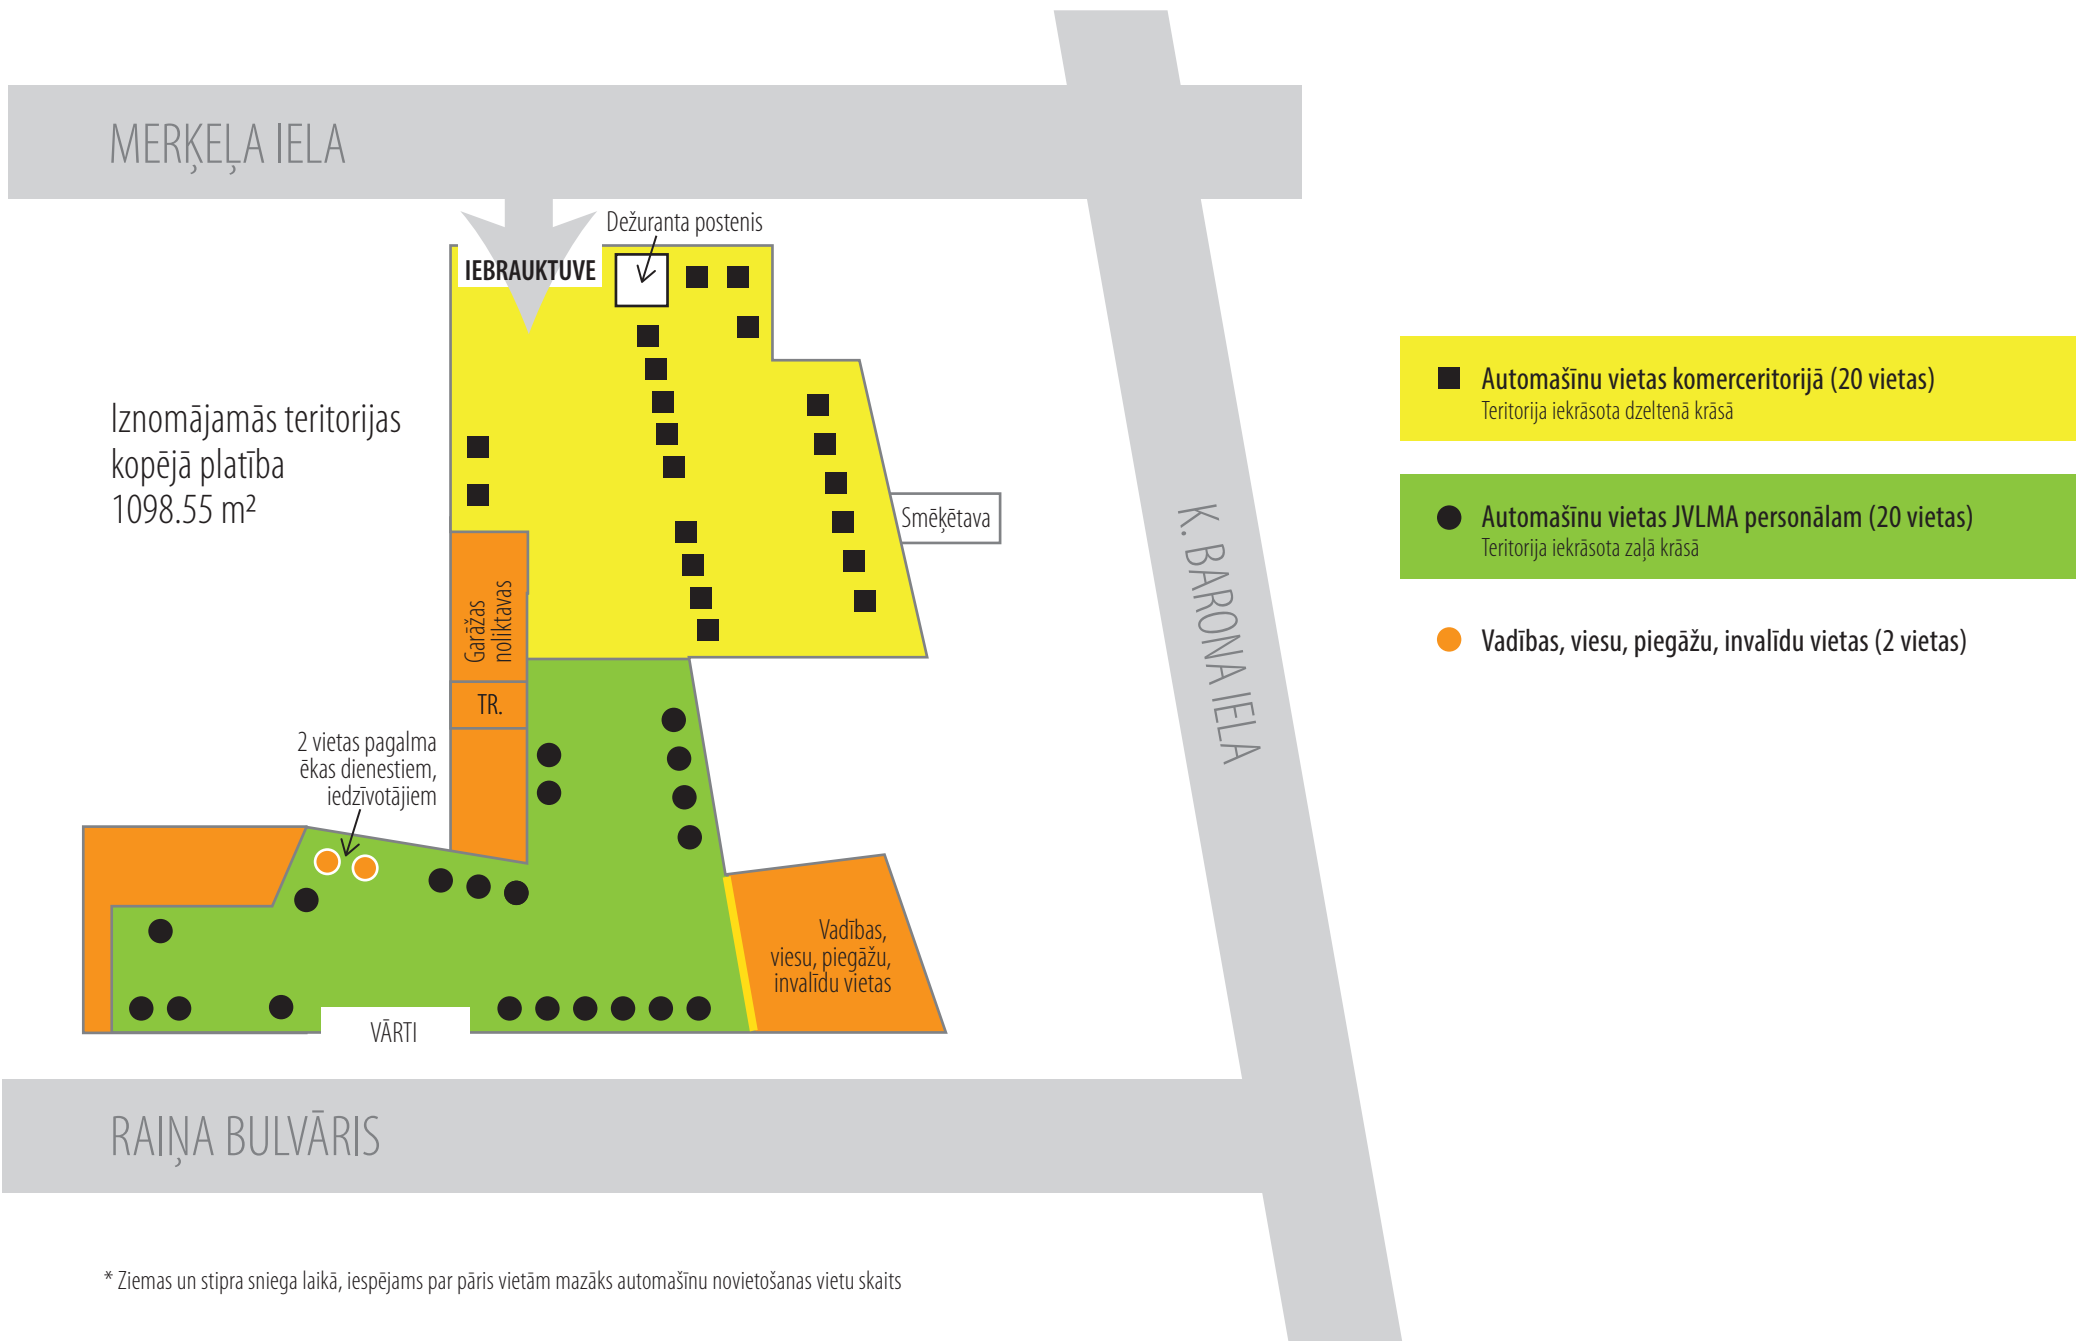 MERĶEĻA IELA
Dežuranta postenis
IEBRAUKTUVE
Iznomājamās teritorijas
kopējā platība
1098.55 m²
Smēķētava
Garāžas
noliktavas
TR.
2 vietas pagalma
ēkas dienestiem,
iedzīvotājiem
Vadības,
viesu, piegāžu,
invalīdu vietas
VĀRTI
K. BARONA IELA
RAIŅA BULVĀRIS
Automašīnu vietas komerceritorijā (20 vietas)
Teritorija iekrāsota dzeltenā krāsā
Automašīnu vietas JVLMA personālam (20 vietas)
Teritorija iekrāsota zaļā krāsā
Vadības, viesu, piegāžu, invalīdu vietas (2 vietas)
* Ziemas un stipra sniega laikā, iespējams par pāris vietām mazāks automašīnu novietošanas vietu skaits